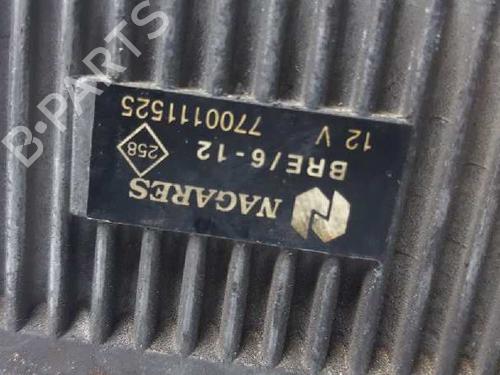 NAGARES
BRE/6-12
258
12 V 7700111525
B-PARTS